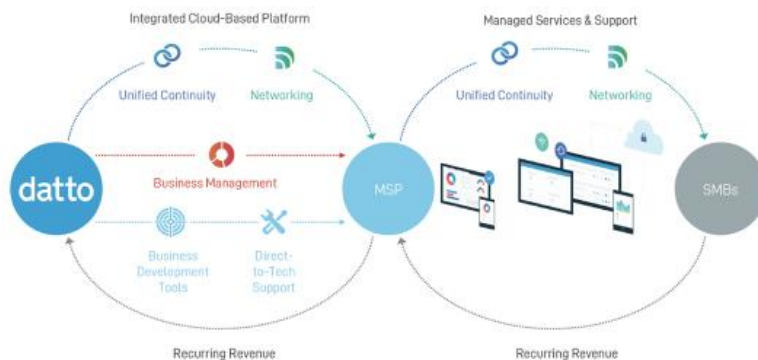 Integrated Cloud-Based Platform
Managed Services & Support
Unified Continuity
Networking
Unified Continuity
Networking
datto
Business Management
MSP
SMBs
Business
Development
Tools
Direct-
to-Tech
Support
Recurring Revenue
Recurring Revenue